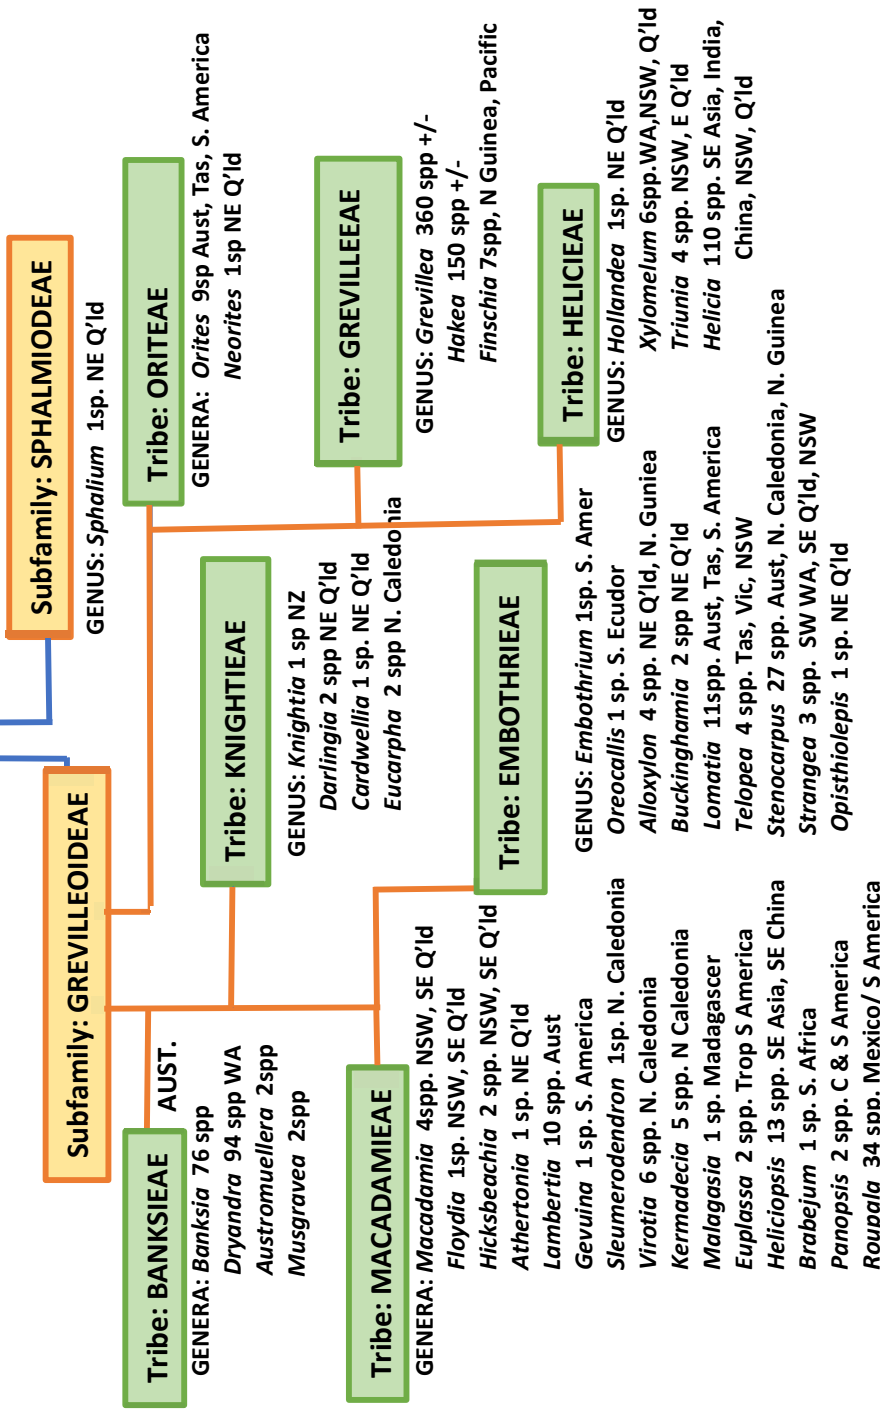 Subfamily: GREVILLEOIDEAE
Subfamily: SPHALMIODEAE
GENUS: Sphalium 1sp. NE Q’ld
Tribe: BANKSIEAE
AUST.
GENERA: Banksia 76 spp
Dryandra 94 spp WA
Austromuellera 2spp
Musgravea 2spp
Tribe: KNIGHTIEAE
GENUS: Knightia 1 sp NZ
Darlingia 2 spp NE Q’ld
Cardwellia 1 sp. NE Q’ld
Eucarpha 2 spp N. Caledonia
Tribe: ORITEAE
GENERA: Orites 9sp Aust, Tas, S. America
Neorites 1sp NE Q’ld
Tribe: GREVILLEEAE
GENUS: Grevillea 360 spp +/-
Hakea 150 spp +/-
Finschia 7spp, N Guinea, Pacific
Tribe: MACADAMIEAE
GENERA: Macadamia 4spp. NSW, SE Q’ld
Floydia 1sp. NSW, SE Q’ld
Hicksbeachia 2 spp. NSW, SE Q’ld
Athertonia 1 sp. NE Q’ld
Lambertia 10 spp. Aust
Gevuina 1 sp. S. America
Sleumerodendron 1sp. N. Caledonia
Virotia 6 spp. N. Caledonia
Kermadecia 5 spp. N Caledonia
Malagasia 1 sp. Madagascer
Euplassa 2 spp. Trop S America
Heliciopsis 13 spp. SE Asia, SE China
Brabejum 1 sp. S. Africa
Panopsis 2 spp. C & S America
Roupala 34 spp. Mexico/ S America
Tribe: EMBOTHRIEAE
GENUS: Embothrium 1sp. S. Amer
Oreocallis 1 sp. S. Ecudor
Alloxylon 4 spp. NE Q’ld, N. Guniea
Buckinghamia 2 spp NE Q’ld
Lomatia 11spp. Aust, Tas, S. America
Telopea 4 spp. Tas, Vic, NSW
Stenocarpus 27 spp. Aust, N. Caledonia, N. Guinea
Strangea 3 spp. SW WA, SE Q’ld, NSW
Opisthiolepis 1 sp. NE Q’ld
Tribe: HELICIEAE
GENUS: Hollandea 1sp. NE Q’ld
Xylomelum 6spp.WA,NSW, Q’ld
Triunia 4 spp. NSW, E Q’ld
Helicia 110 spp. SE Asia, India,
China, NSW, Q’ld